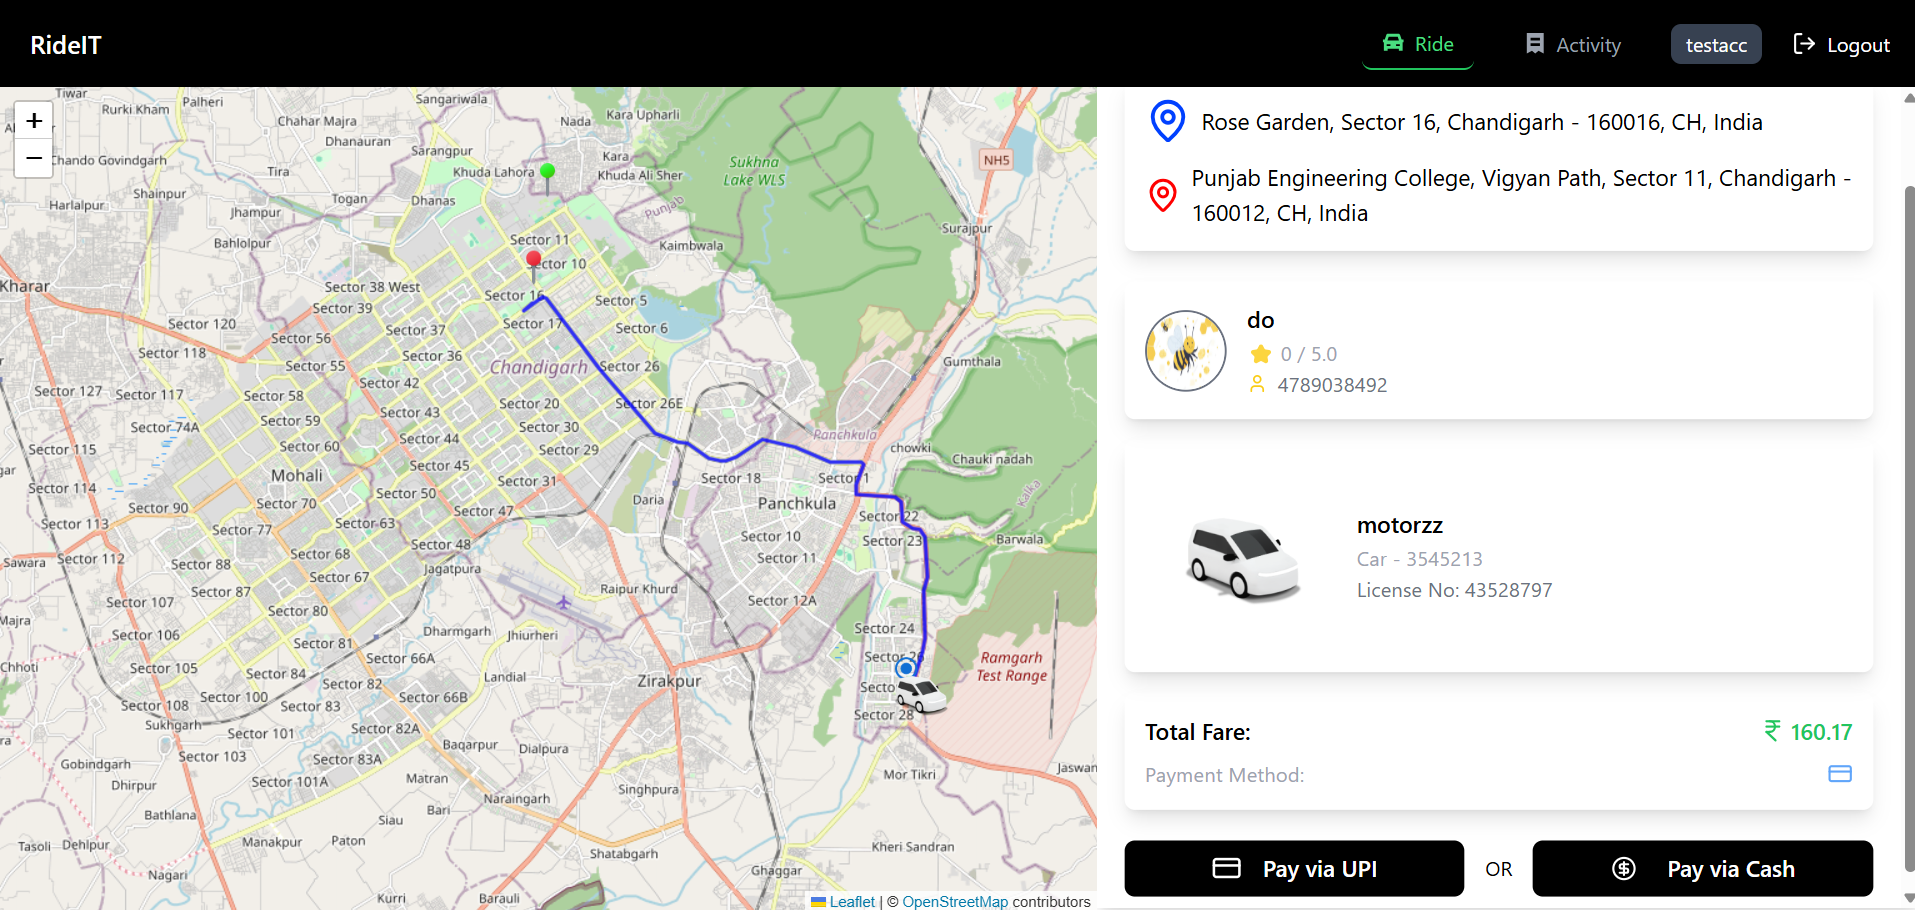 RideIT
Ride
Activity
testacc
Logout
+
−
Tiwar
Rurki Kham
Palheri
Sangariwala
Kara Upharli
Nada
Chahar Majra
Dhanauran
Chando Govindgarh
Sarangpur
Kara
Khuda Ali Sher
Khuda Lahora
Tira
Togan
Sukhna
Lake WLS
NH5
Shainpur
Harlalpur
Jhampur
Dhanas
Punjab
Surajpur
Bahlolpur
Sector 11
Kaimbwala
Sector 10
Kharar
Sector 38 West
Sector 39
Sector 16
Sector 5
Sector 120
Sector 37
Sector 17
Sector 6
Sector 56
Sector 118
Sector 36
Sector 55
Chandigarh
Sector 26
Gumthala
Sector 127
Sector 117
Sector 42
Sector 58
Sector 43
Sector 20
Sector 26E
Sector 59
Sector 74A
Sector 30
Ranchkula
Sector 115
Sector 60
Sector 44
Sector 29
chowki
Chauki nadah
Mohali
Sector 45
Sector 31
Sector 18
Sector 1
Sector 114
Sector 50
Daria
Panchkula
Kalka
Sector 70
Sector 90
Sector 47
Sector 22
Sector 113
Sector 77
Sector 63
Sector 10
Sector 23
Barwala
Sector 48
Sector 68
Sector 11
Sector 112
Sawara
Sector 88
Jagatpura
Sector 67
Raipur Khurd
Sector 87
Sector 107
Sector 80
Sector 12A
Majra
Sector 106
Dharmgarh
Jhiurheri
Sector 24
Sector 81
Sector 66A
Sector 26
Ramgarh
Test Range
Chhoti
Sector 105
Sector 84
Landial
Zirakpur
Sector 82
Sector 100
Sector 66B
Sector 108
Sector 83
Sector 28
Sukhgarh
Sector 101
Sector 82A
Baqarpur
Dialpura
Sector 103
Sector 83A
Gobindgarh
Mor Tikri
Jaswan
Dhirpur
Sector 101A
Matran
Singhpura
Naraingarh
Bathlana
Bari
Siau
Manakpur
Paton
Tasoli
Dehlpur
Kheri Sandran
Shatabgarh
Nagari
Ghaggar
Kurri
Barauli
Leaflet | © OpenStreetMap contributors
Rose Garden, Sector 16, Chandigarh - 160016, CH, India
Punjab Engineering College, Vigyan Path, Sector 11, Chandigarh -
160012, CH, India
do
0 / 5.0
4789038492
motorzz
Car - 3545213
License No: 43528797
Total Fare:
₹ 160.17
Payment Method:
Pay via UPI
OR
Pay via Cash